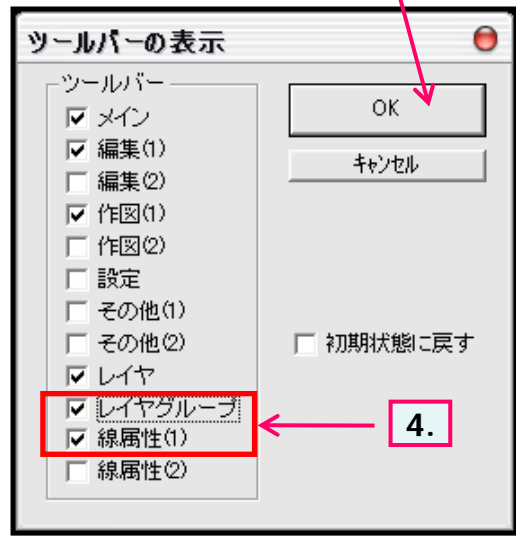 ツールバーの表示
ツールバー
メイン
編集(1)
編集(2)
作図(1)
作図(2)
設定
その他(1)
その他(2)
レイヤ
レイヤグループ
線属性(1)
線属性(2)
OK
キャンセル
初期状態に戻す
4.